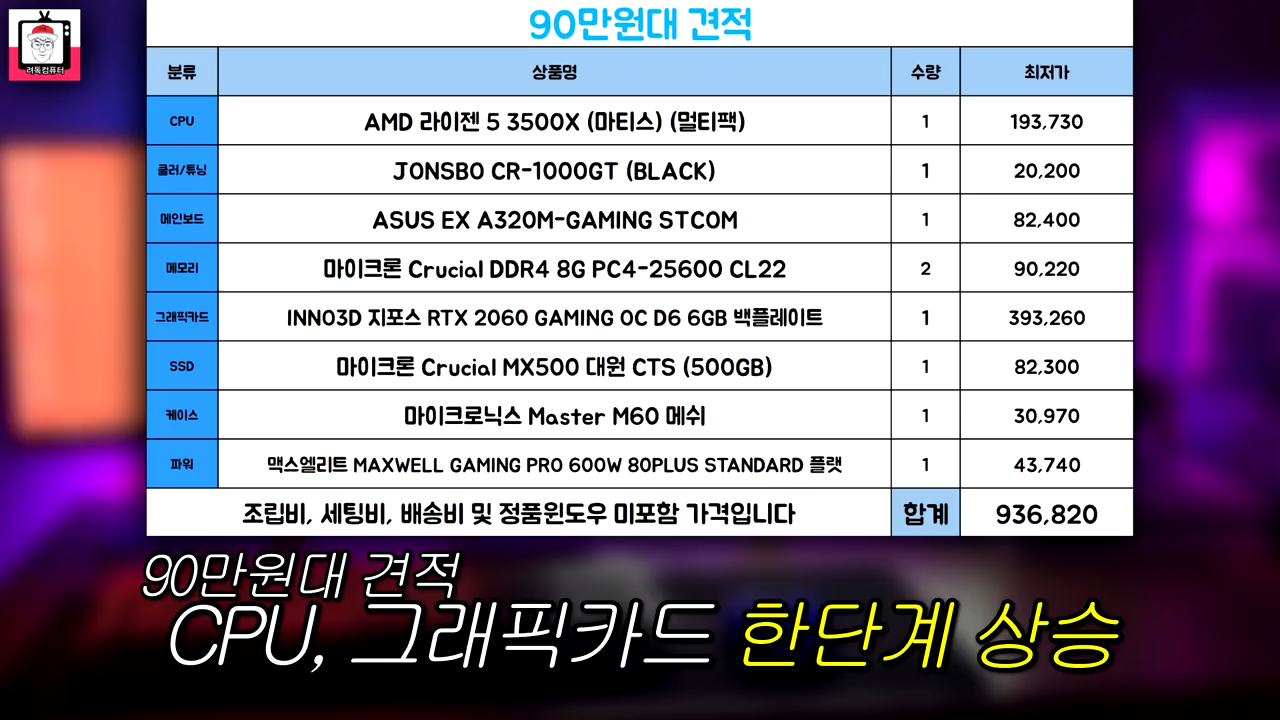 90만원대 견적
분류 상품명 수량 최저가
CPU AMD 라이젠 5 3500X (마티스) (멀티팩) 1 193,730
쿨러/튜닝 JONSBO CR-1000GT (BLACK) 1 20,200
메인보드 ASUS EX A320M-GAMING STCOM 1 82,400
메모리 마이크론 Crucial DDR4 8G PC4-25600 CL22 2 90,220
그래픽카드 INNO3D 지포스 RTX 2060 GAMING OC D6 6GB 백플레이트 1 393,260
SSD 마이크론 Crucial MX500 대원 CTS (500GB) 1 82,300
케이스 마이크로닉스 Master M60 메쉬 1 30,970
파워 맥스엘리트 MAXWELL GAMING PRO 600W 80PLUS STANDARD 플랫 1 43,740
조립비, 세팅비, 배송비 및 정품윈도우 미포함 가격입니다 합계 936,820
려독컴퓨터
90만원대 견적
CPU, 그래픽카드 한단계 상승